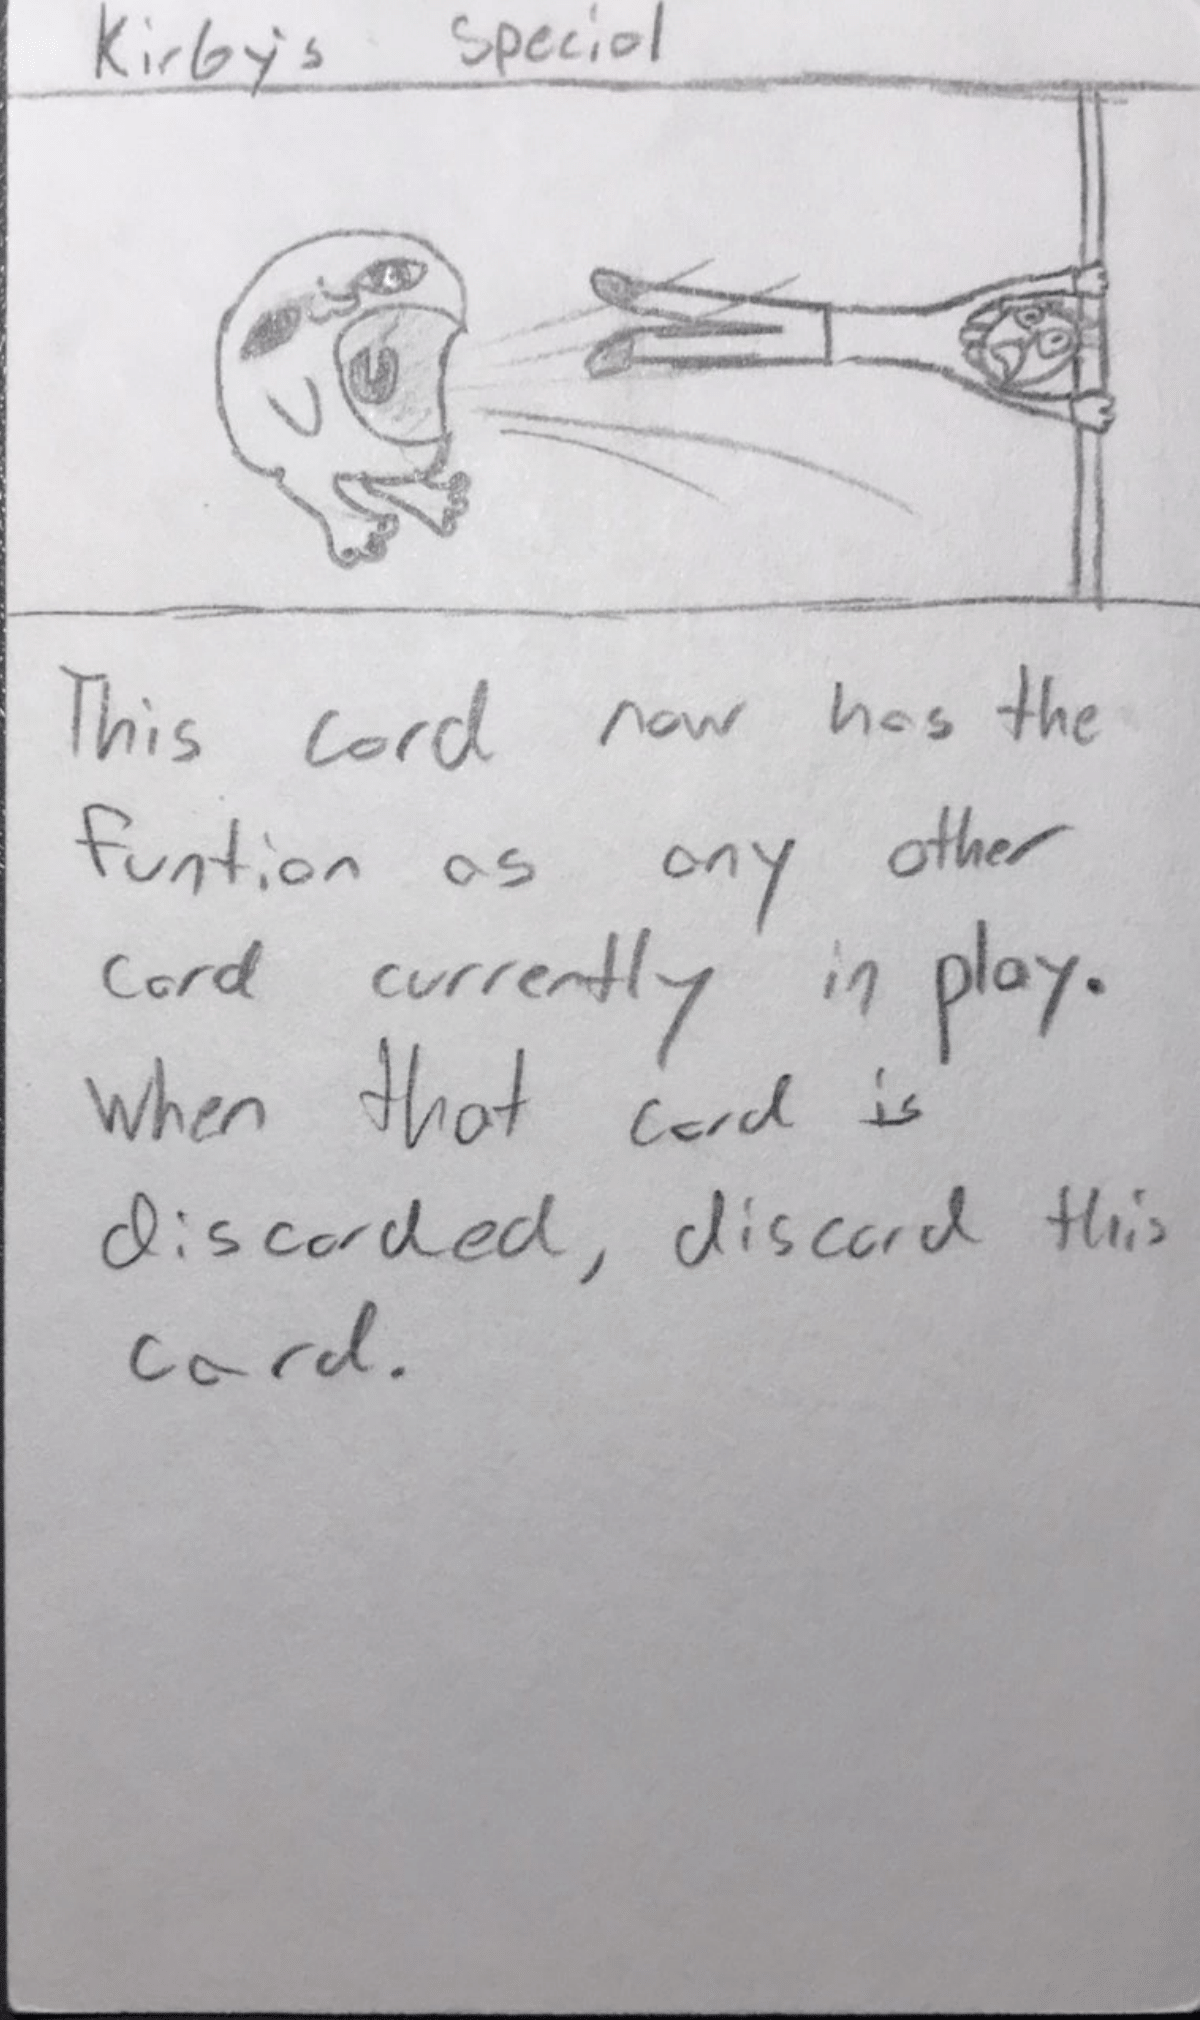 Kirby's special
This card now has the
funtion as any other
card currently in play.
When that card is
discarded, discard this
card.